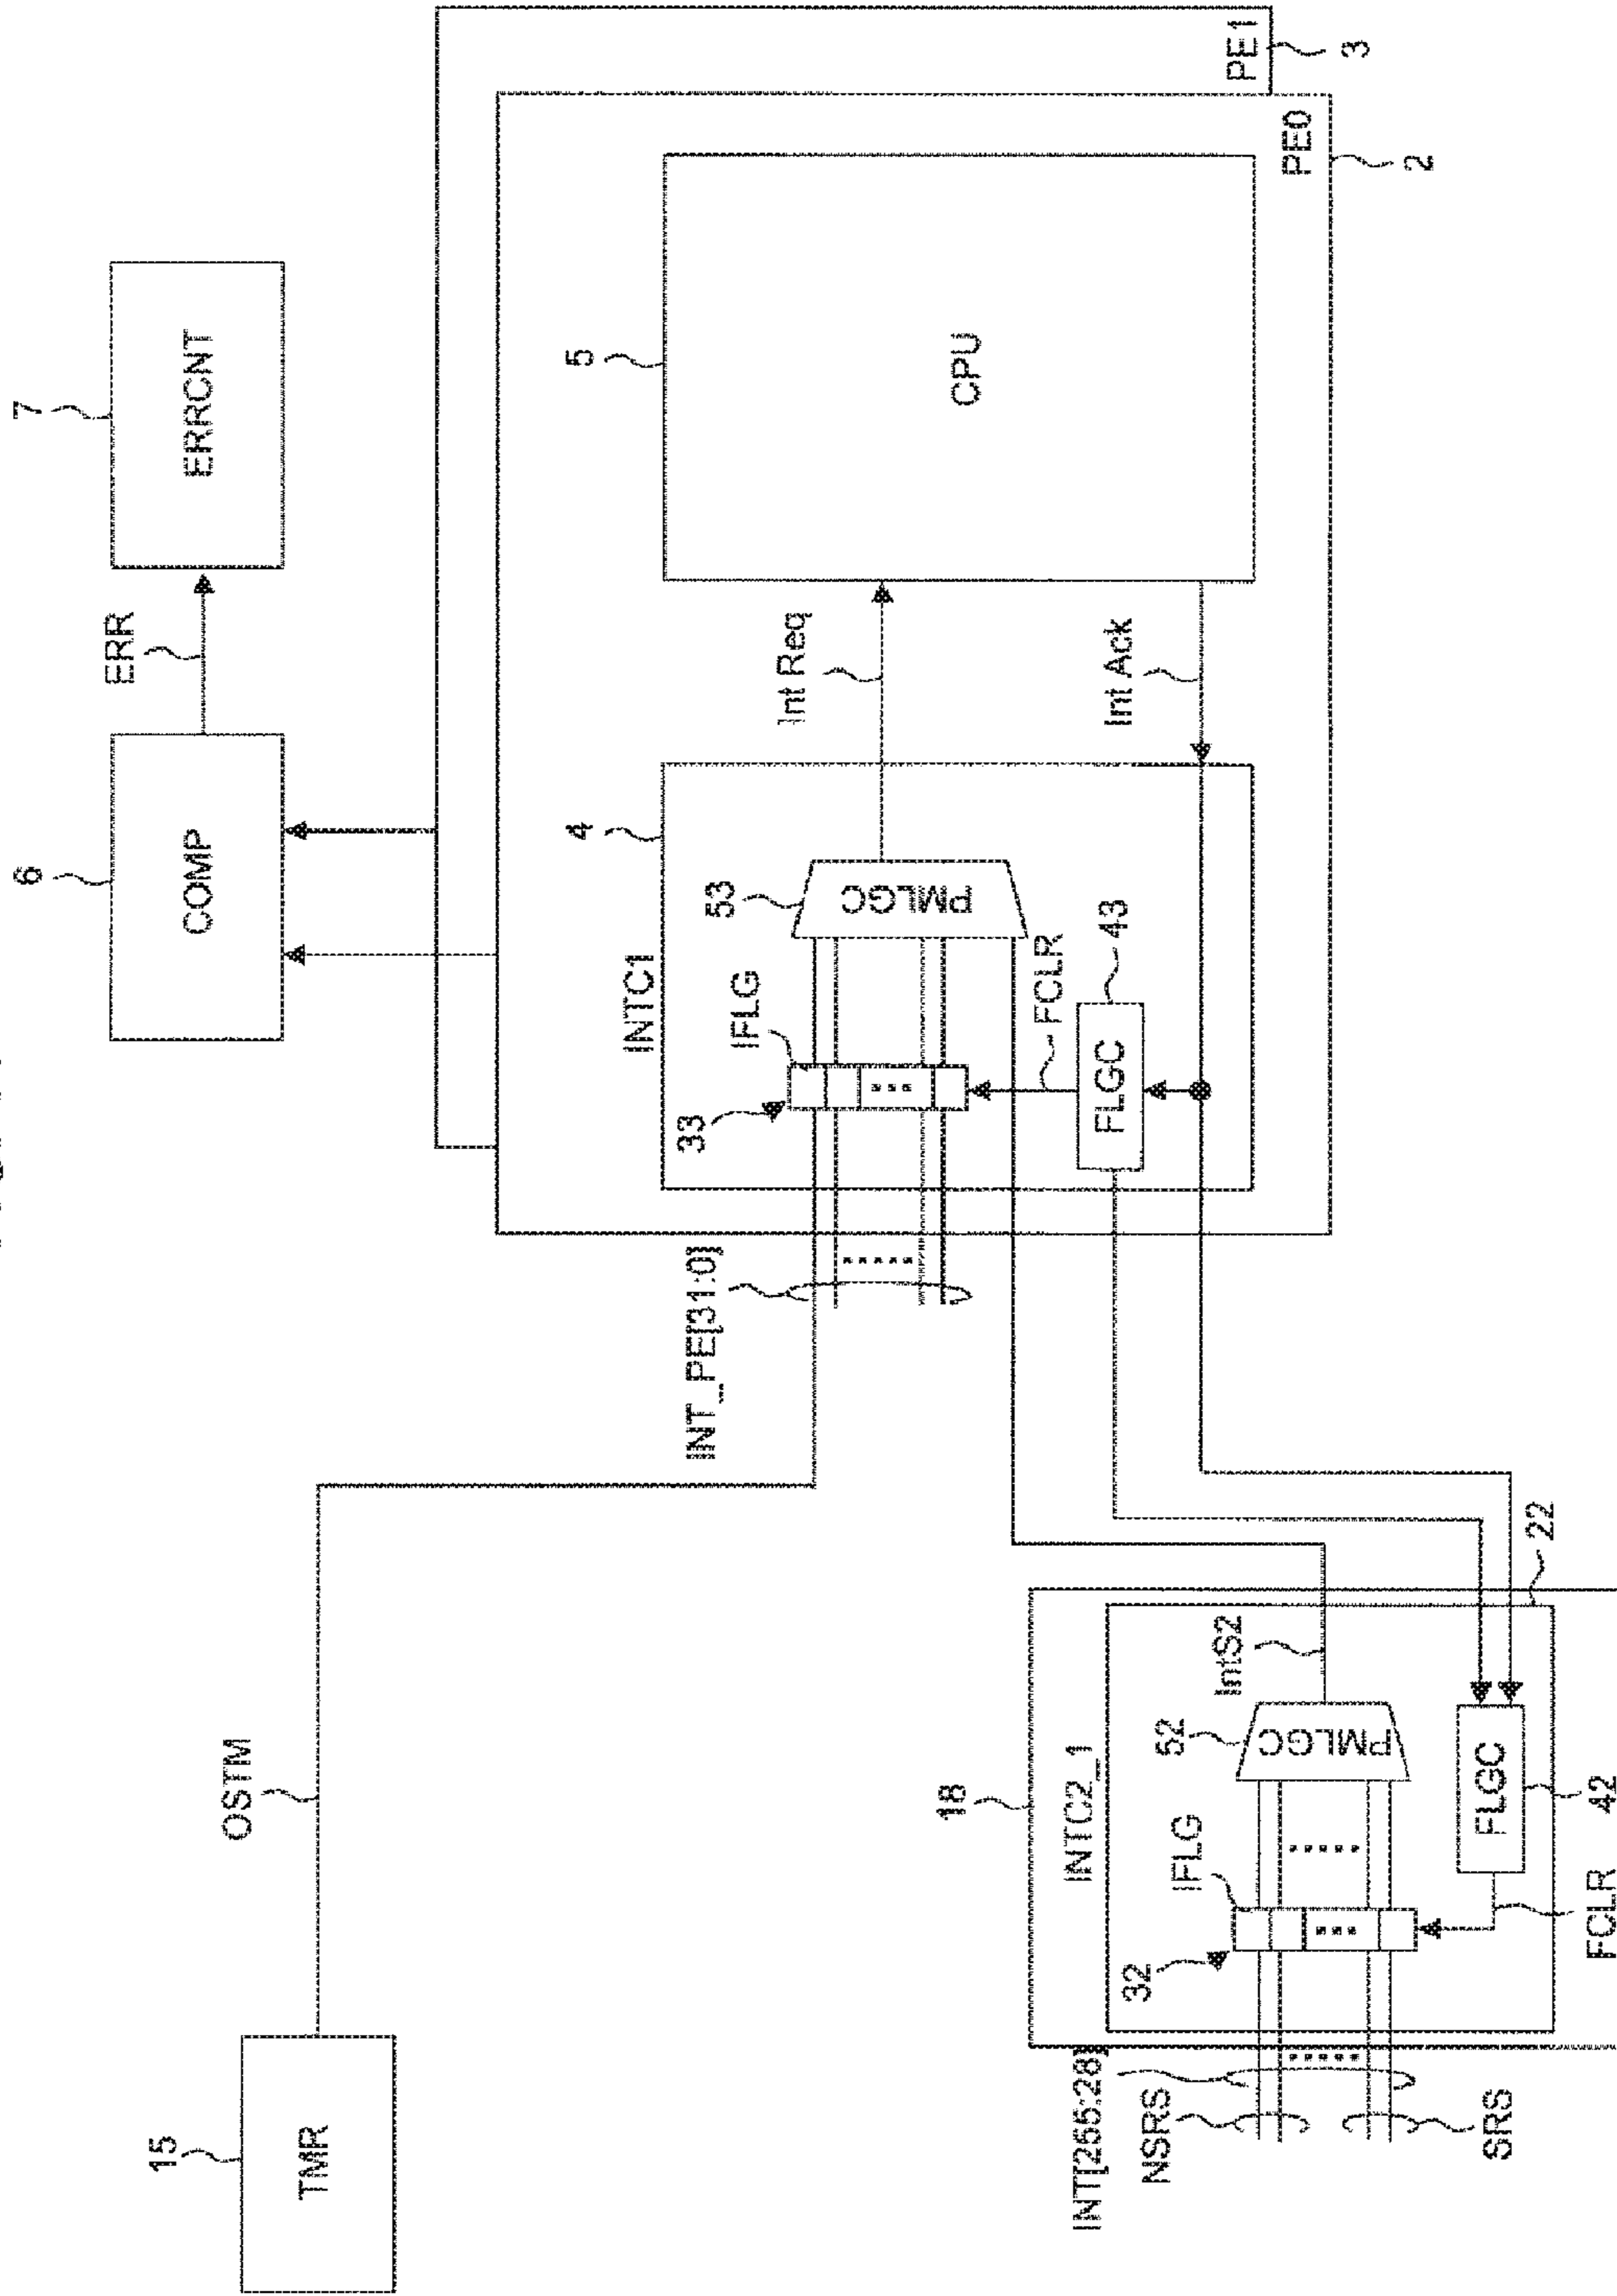 7
ERRCNT
ERR
6
COMP
PE1
3
PE0
2
5
CPU
Int Req
Int Ack
4
INTC1
53
PMLGC
IFLG
33
FCLR
43
FLGC
INT_PE[31:0]
OSTM
15
TMR
18
22
INTC2_1
IntS2
52
PMLGC
IFLG
32
FLGC
42
FCLR
INT[255:28]
NSRS
SRS